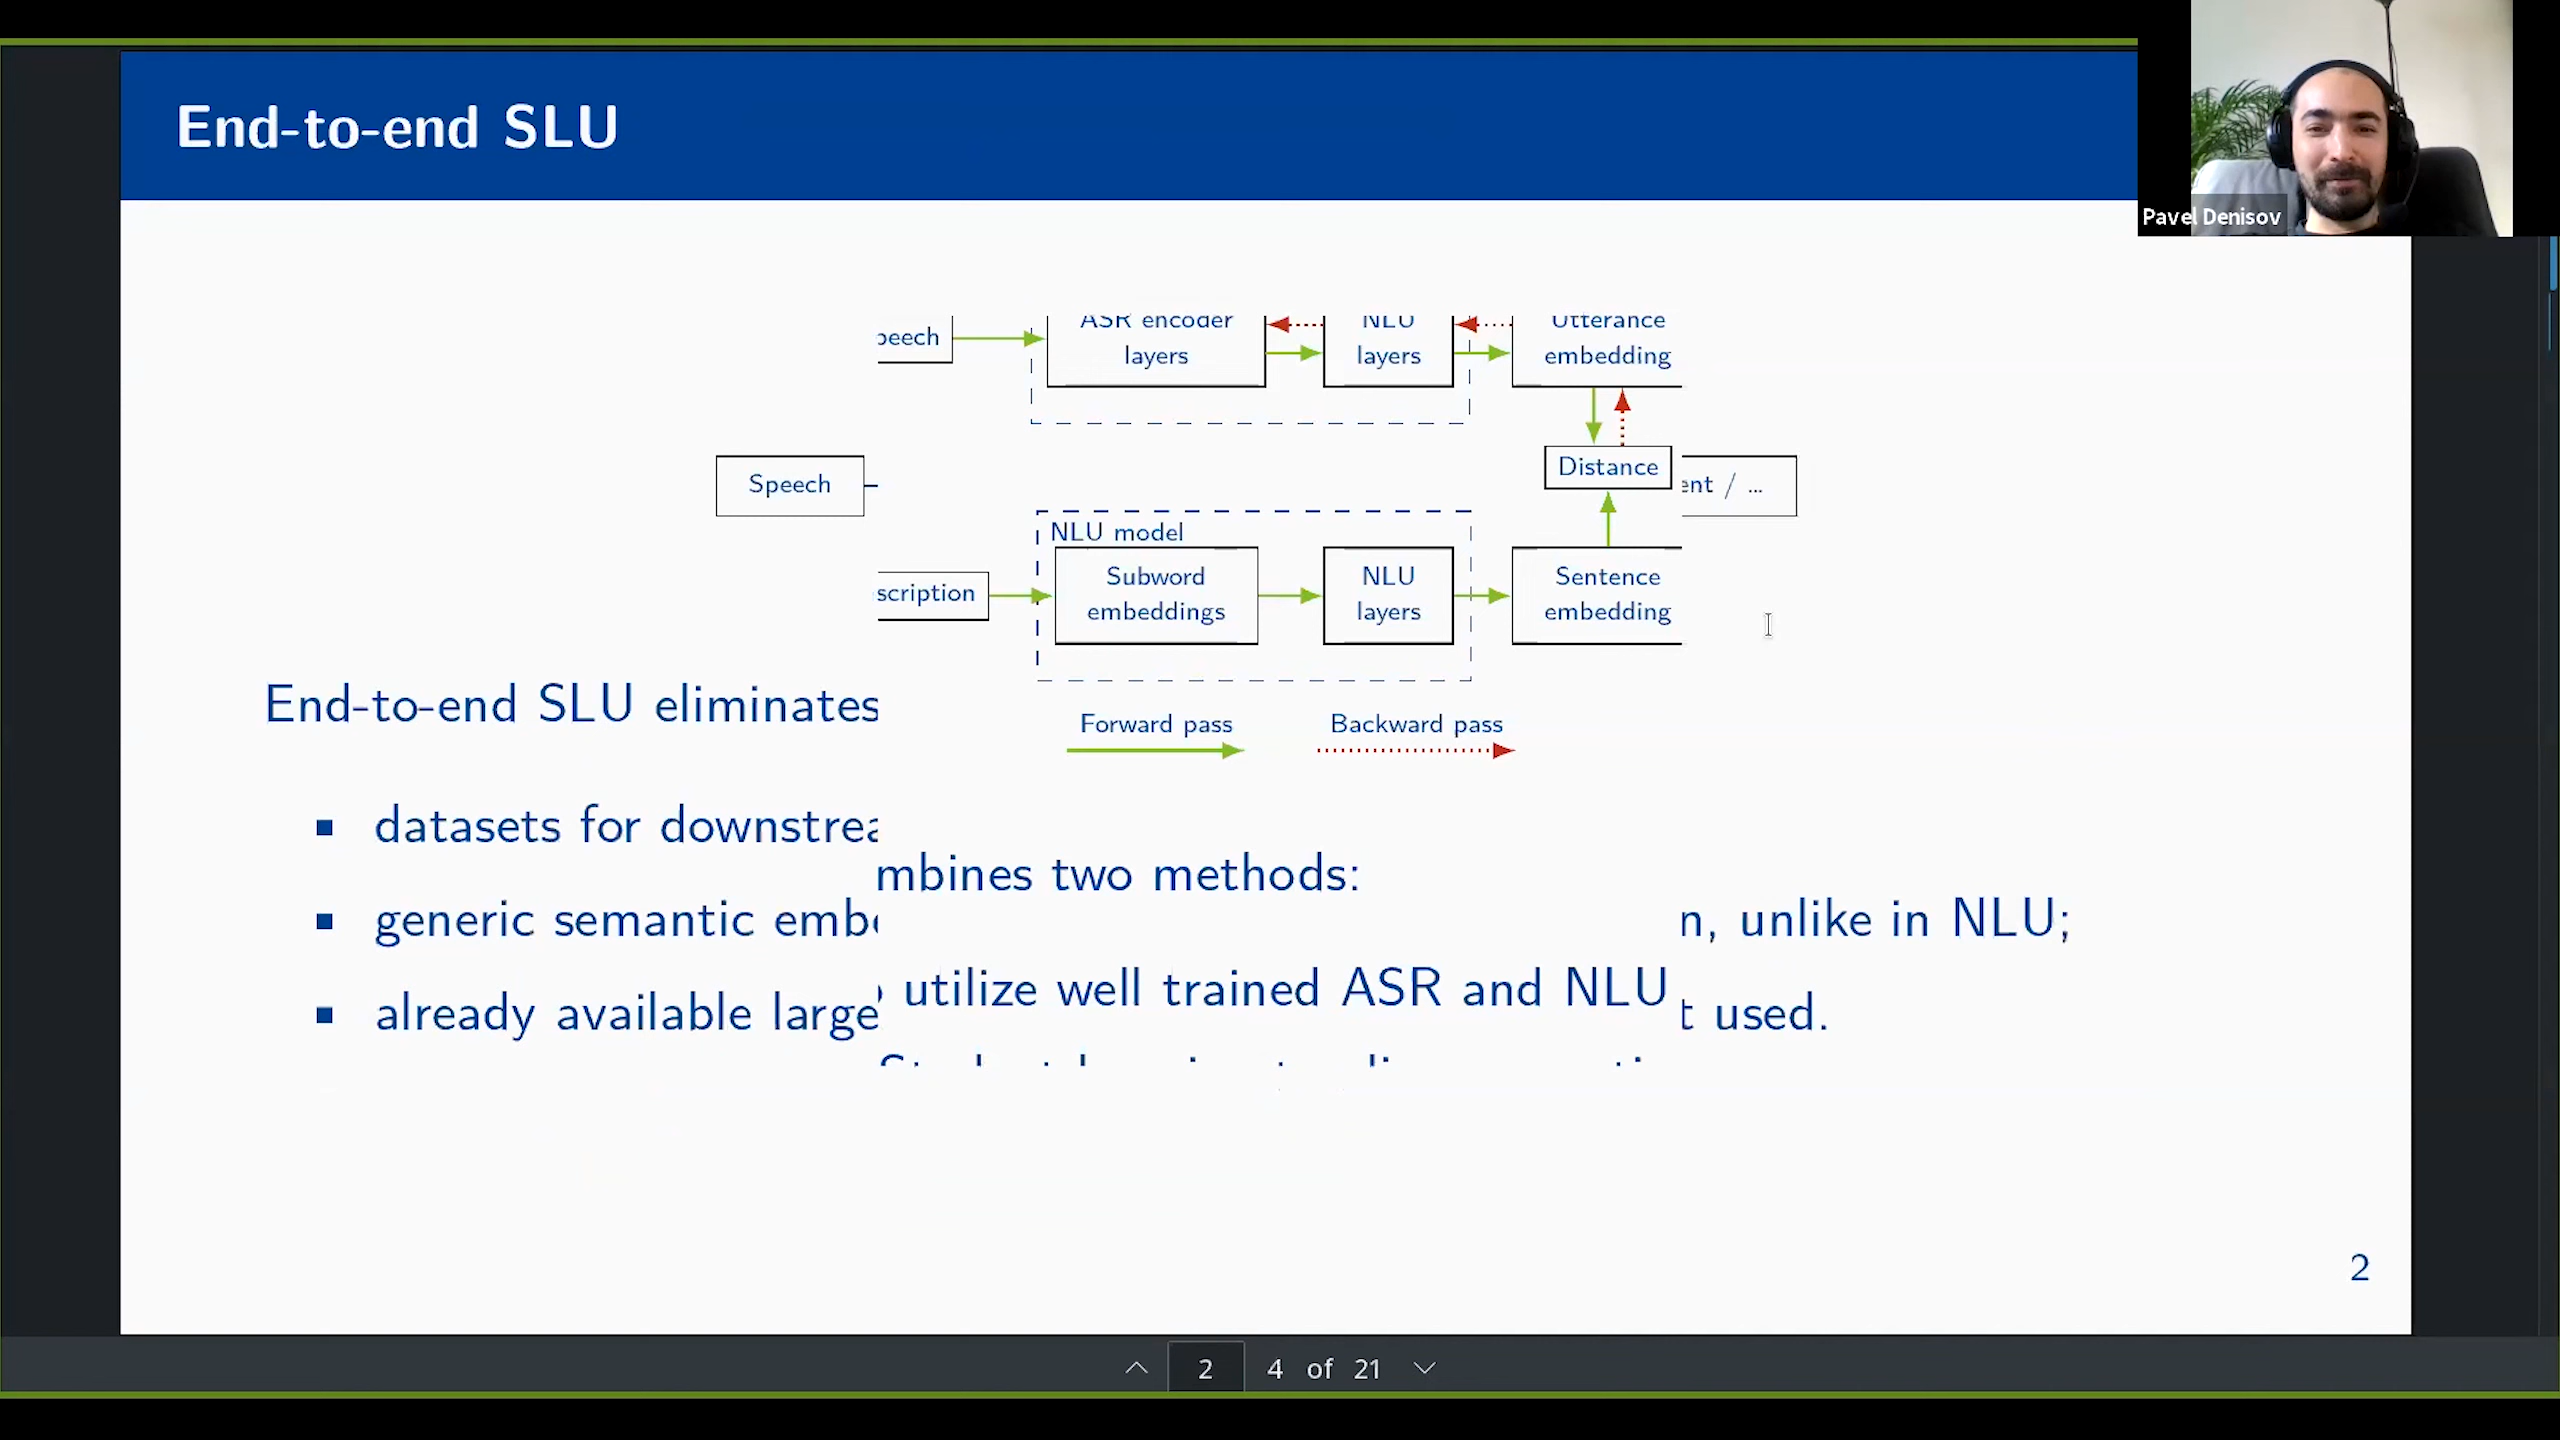 End-to-end SLU
Pavel Denisov
peech
ASR encoder
layers
NLU
layers
Utterance
embedding
Speech
Distance
ent / ...
NLU model
scription
Subword
embeddings
NLU
layers
Sentence
embedding
End-to-end SLU eliminates
Forward pass
Backward pass
datasets for downstrea
mbines two methods:
generic semantic embe
n, unlike in NLU;
utilize well trained ASR and NLU
already available large
t used.
2
2 4 of 21